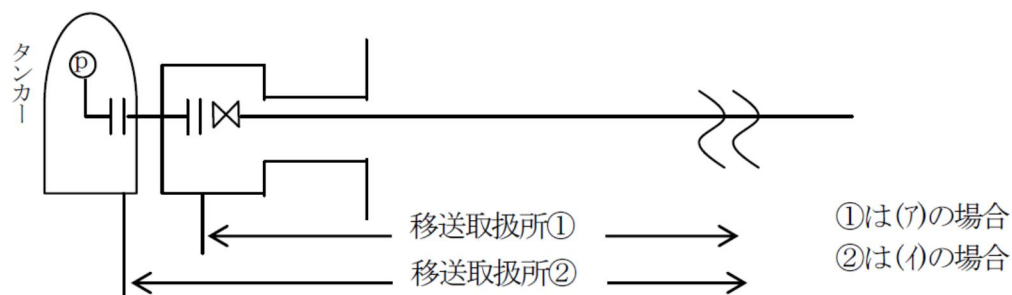 タンカー
p
移送取扱所①
移送取扱所②
①は(ｱ)の場合
②は(ｲ)の場合